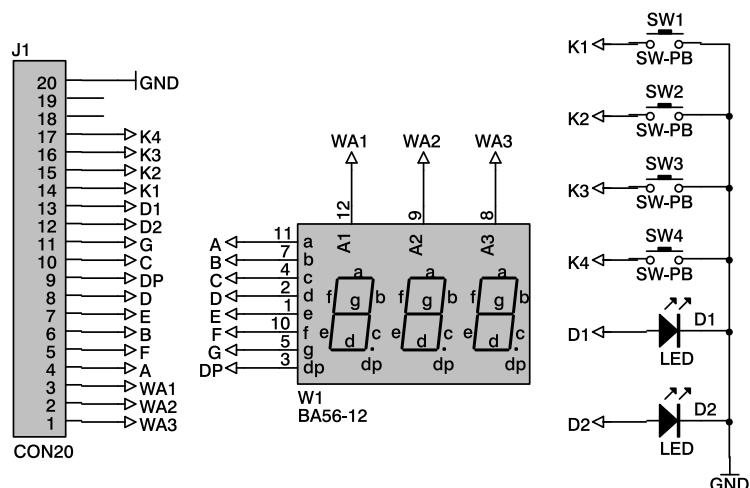 J1
20 GND
19
18
17 K4
16 K3
15 K2
14 K1
13 D1
12 D2
11 G
10 C
9 DP
8 D
7 E
6 B
5 F
4 A
3 WA1
2 WA2
1 WA3
CON20
WA1 WA2 WA3
12 9 8
A1 A2 A3
A 11 a
B 7 b
C 4 c
D 2 d
E 1 e
F 10 f
G 5 g
DP 3 dp
a a a
f g b f g b f g b
e d c e d c e d c
dp dp dp
W1
BA56-12
SW1
K1 SW-PB
SW2
K2 SW-PB
SW3
K3 SW-PB
SW4
K4 SW-PB
D1 D1
LED
D2 D2
LED
GND